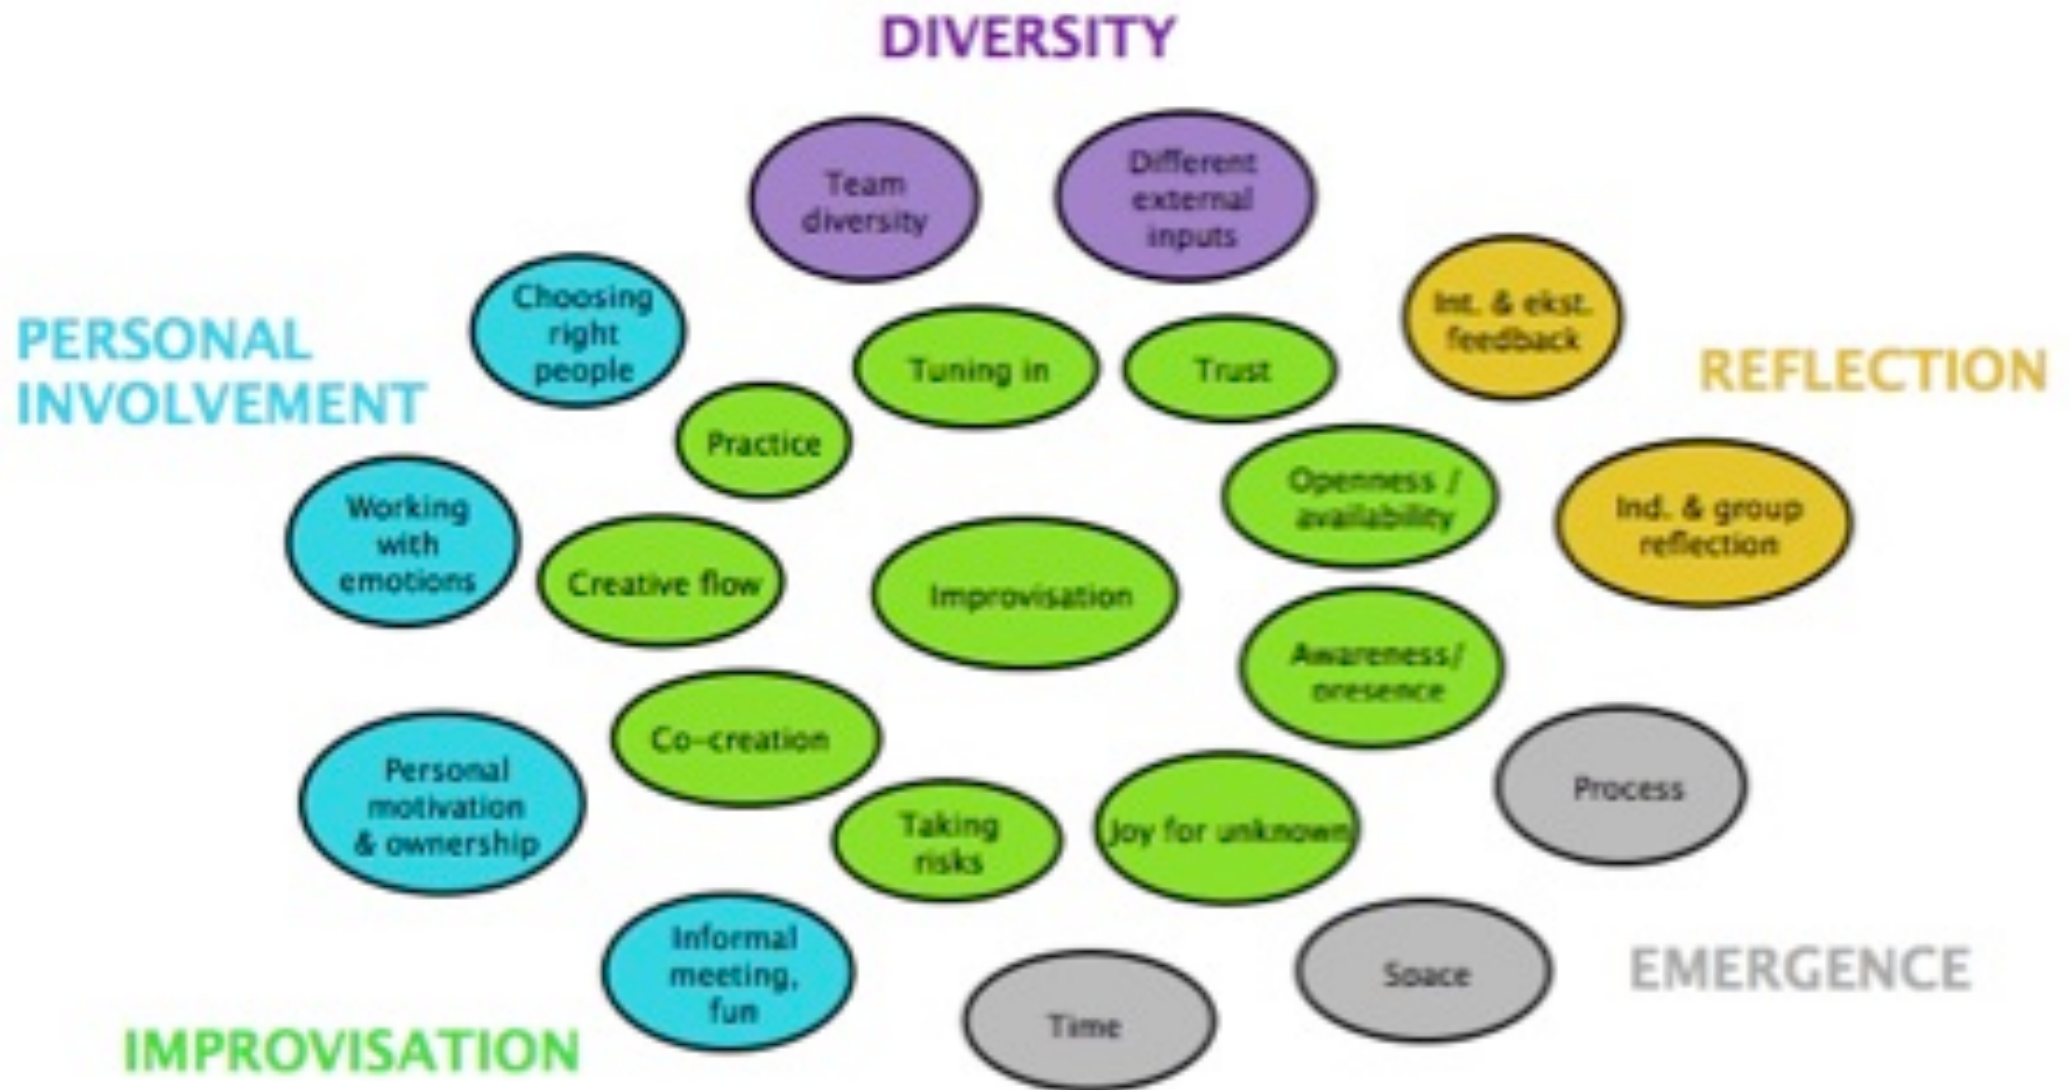 DIVERSITY
Team
diversity
Different
external
inputs
Choosing
right
people
Int. & ekst.
feedback
PERSONAL
INVOLVEMENT
REFLECTION
Tuning in
Trust
Practice
Openness /
availability
Working
with
emotions
Ind. & group
reflection
Creative flow
Improvisation
Awareness/
presence
Co-creation
Personal
motivation
& ownership
Process
Taking
risks
Joy for unknown
Informal
meeting,
fun
Space
EMERGENCE
Time
IMPROVISATION